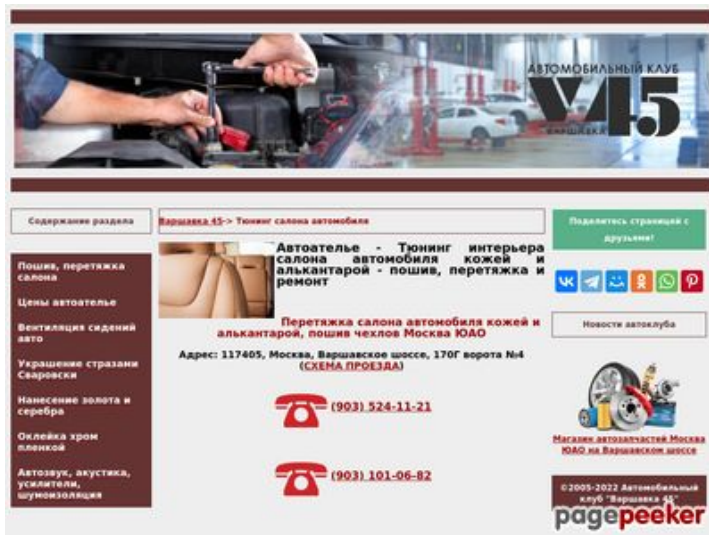 АВТОМОБИЛЬНЫЙ КЛУБ
V45
ВАРШАВКА
Содержание раздела
Пошив, перетяжка
салона
Цены автоателье
Вентиляция сидений
авто
Украшение стразами
Сваровски
Нанесение золота и
серебра
Оклейка хром
пленкой
Автозвук, акустика,
усилители,
шумоизоляция
Варшавка 45-> Тюнинг салона автомобиля
Автоателье - Тюнинг интерьера
салона автомобиля кожей и
алькантарой - пошив, перетяжка и
ремонт
Перетяжка салона автомобиля кожей и
алькантарой, пошив чехлов Москва ЮАО
Адрес: 117405, Москва, Варшавское шоссе, 170Г ворота №4
(СХЕМА ПРОЕЗДА)
(903) 524-11-21
(903) 101-06-82
Поделитесь страницей с
друзьями!
Новости автоклуба
Магазин автозапчастей Москва
ЮАО на Варшавском шоссе
©2005-2022 Автомобильный
клуб "Варшавка 45"
pagepeeker